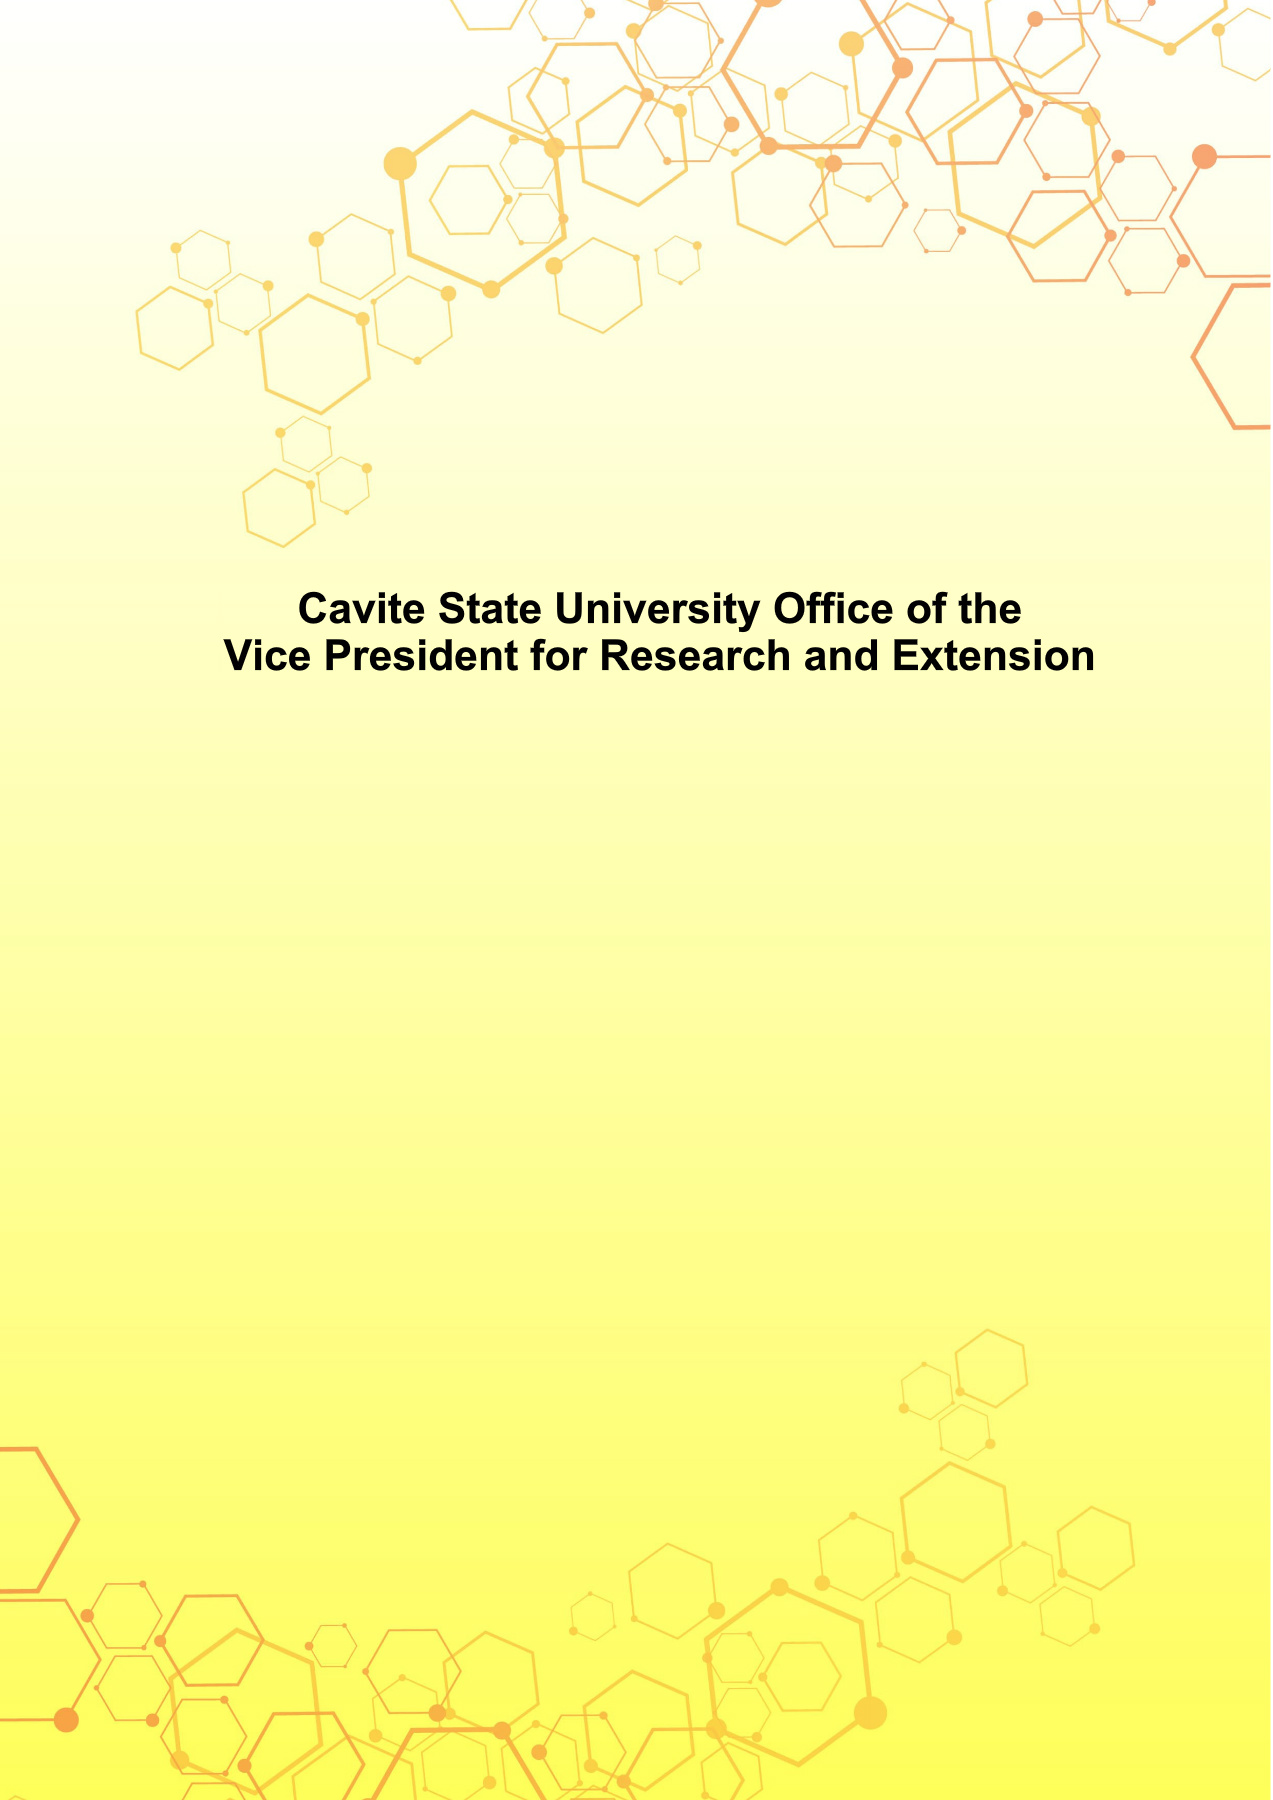 Cavite State University Office of the
Vice President for Research and Extension